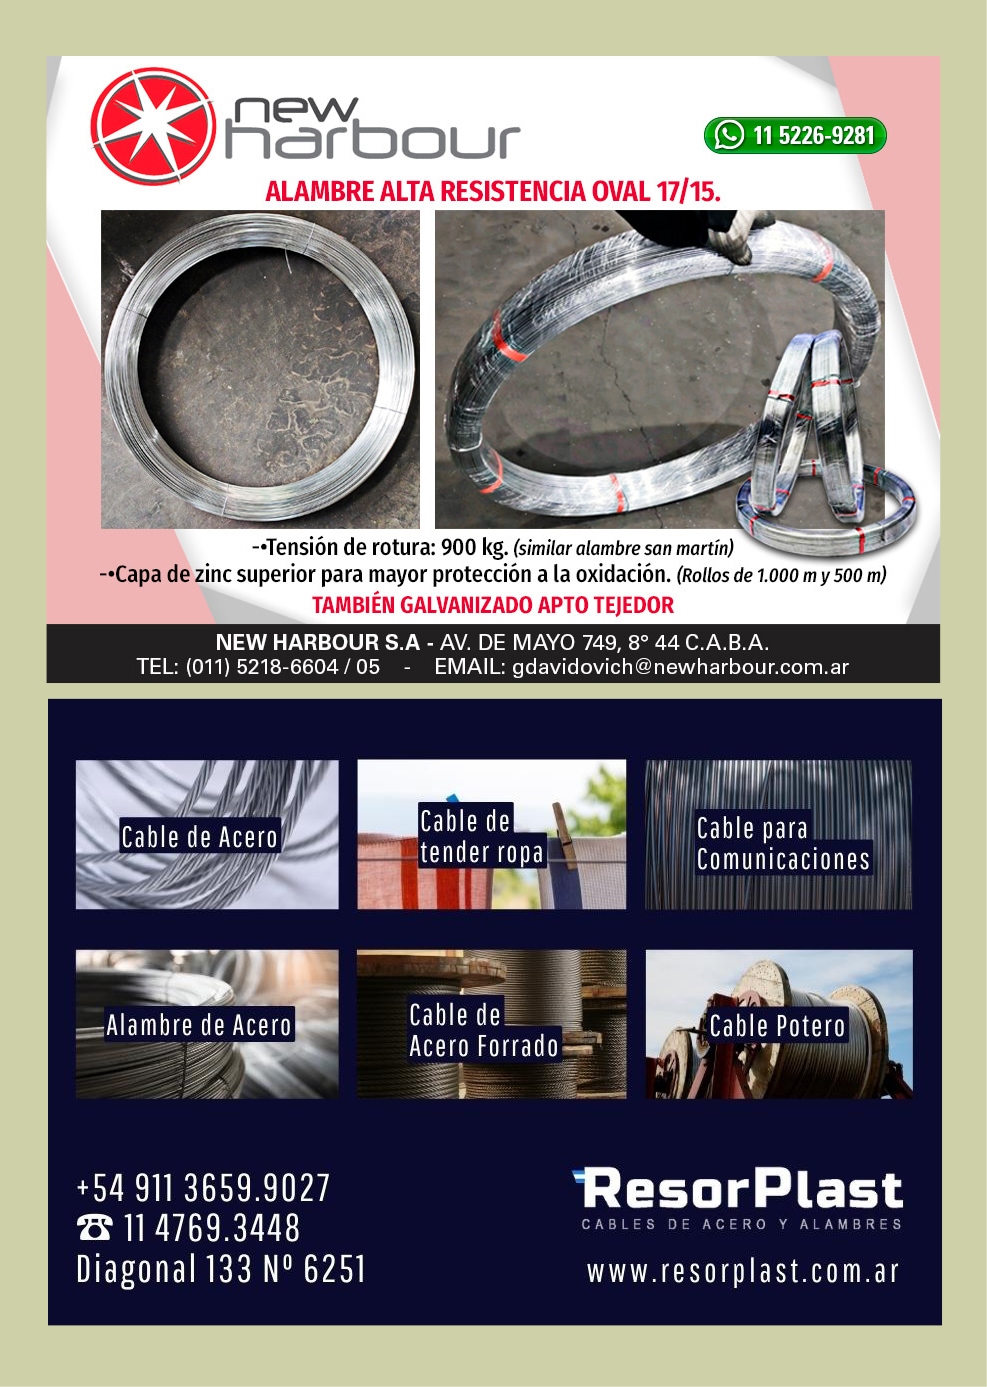 new
harbour
11 5226-9281
ALAMBRE ALTA RESISTENCIA OVAL 17/15.
-•Tensión de rotura: 900 kg. (similar alambre san martín)
-•Capa de zinc superior para mayor protección a la oxidación. (Rollos de 1.000 m y 500 m)
TAMBIÉN GALVANIZADO APTO TEJEDOR
NEW HARBOUR S.A - AV. DE MAYO 749, 8° 44 C.A.B.A.
TEL: (011) 5218-6604 / 05 - EMAIL: gdavidovich@newharbour.com.ar
Cable de Acero
Cable de
tender ropa
Cable para
Comunicaciones
Alambre de Acero
Cable de
Acero Forrado
Cable Potero
+54 911 3659.9027
☎ 11 4769.3448
Diagonal 133 Nº 6251
ResorPlast
CABLES DE ACERO Y ALAMBRES
www.resorplast.com.ar